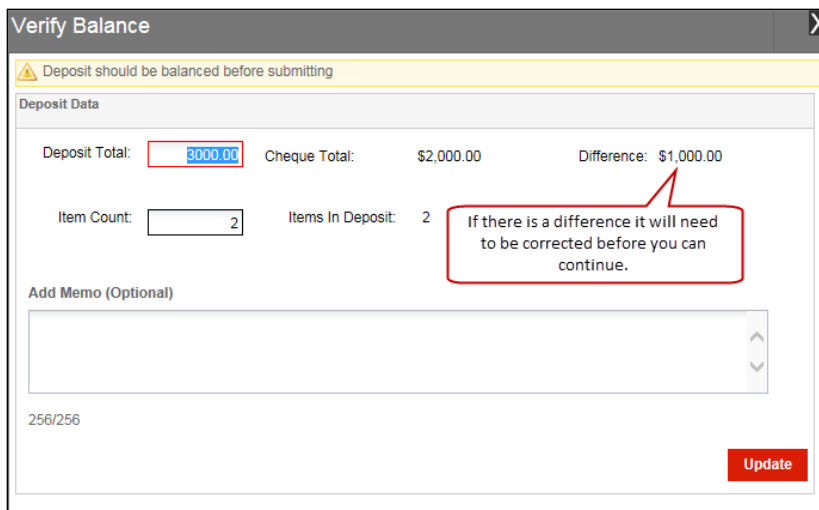 Verify Balance
X
Deposit should be balanced before submitting
Deposit Data
Deposit Total: 3000.00 Cheque Total: $2,000.00 Difference: $1,000.00
Item Count: 2 Items In Deposit: 2
If there is a difference it will need
to be corrected before you can
continue.
Add Memo (Optional)
256/256
Update